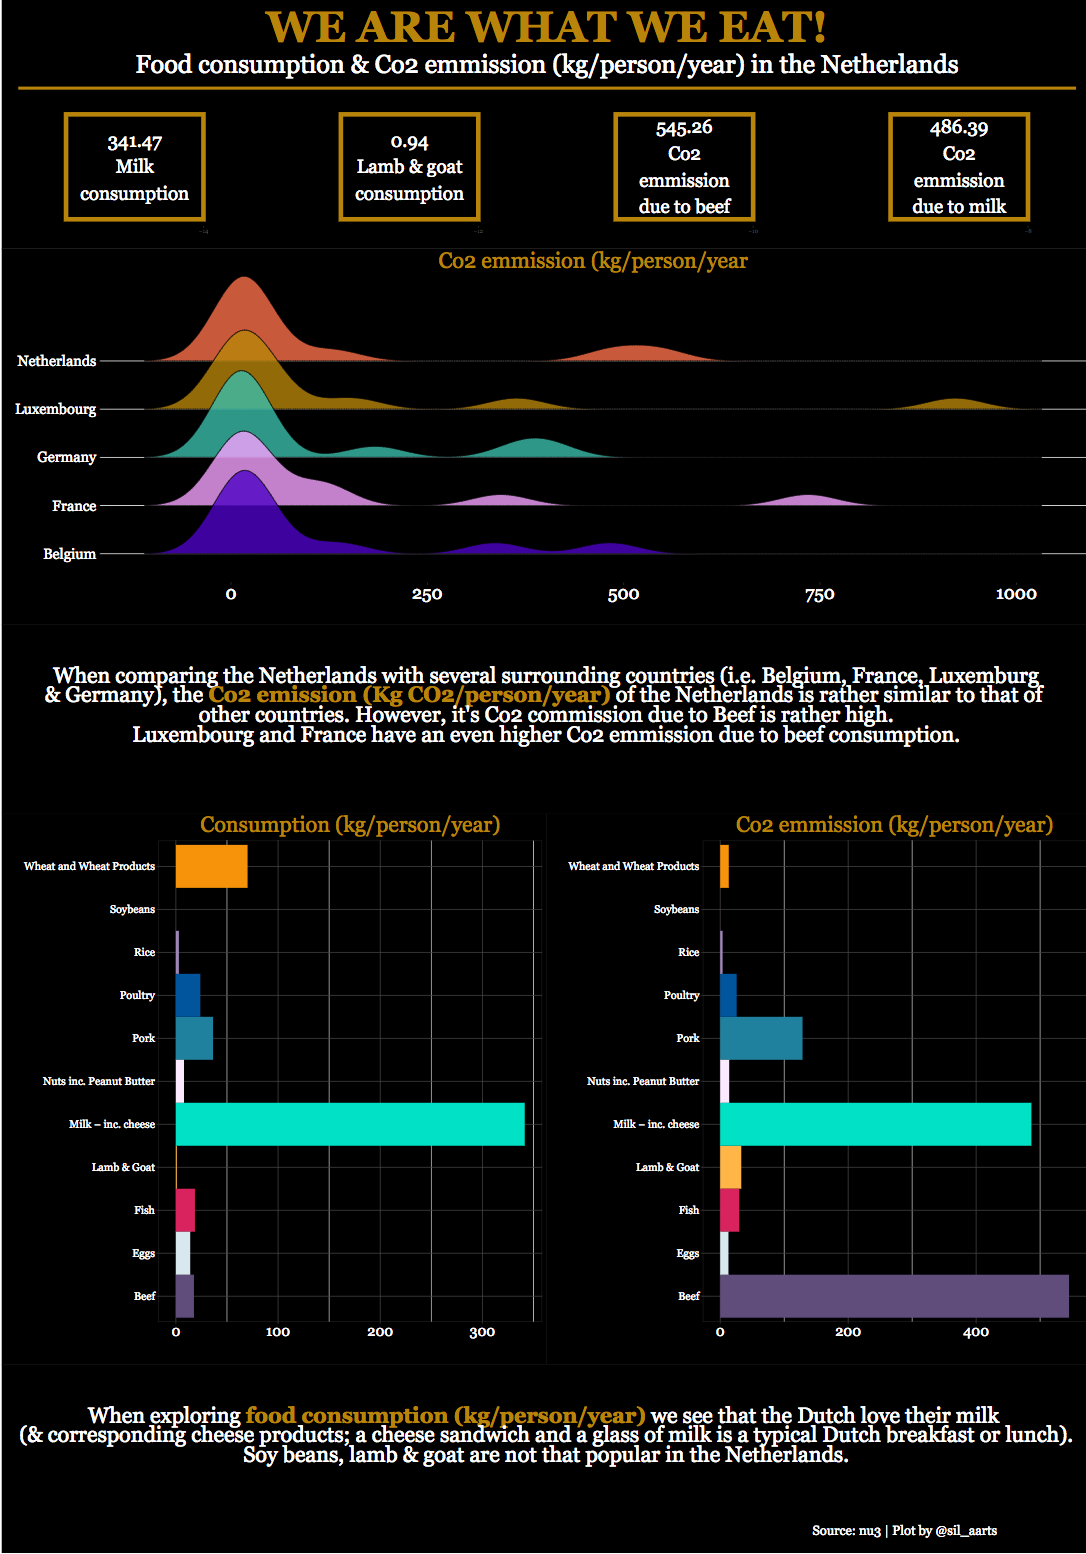 WE ARE WHAT WE EAT!
Food consumption & Co2 emmission (kg/person/year) in the Netherlands
341.47
Milk
consumption
0.94
Lamb & goat
consumption
545.26
Co2
emmission
due to beef
486.39
Co2
emmission
due to milk
Co2 emmission (kg/person/year
Netherlands
Luxembourg
Germany
France
Belgium
0 250 500 750 1000
When comparing the Netherlands with several surrounding countries (i.e. Belgium, France, Luxemburg
& Germany), the Co2 emission (Kg CO2/person/year) of the Netherlands is rather similar to that of
other countries. However, it's Co2 commission due to Beef is rather high.
Luxembourg and France have an even higher Co2 emmission due to beef consumption.
Consumption (kg/person/year)
Wheat and Wheat Products
Soybeans
Rice
Poultry
Pork
Nuts inc. Peanut Butter
Milk – inc. cheese
Lamb & Goat
Fish
Eggs
Beef
0 100 200 300
Co2 emmission (kg/person/year)
Wheat and Wheat Products
Soybeans
Rice
Poultry
Pork
Nuts inc. Peanut Butter
Milk – inc. cheese
Lamb & Goat
Fish
Eggs
Beef
0 200 400
When exploring food consumption (kg/person/year) we see that the Dutch love their milk
(& corresponding cheese products; a cheese sandwich and a glass of milk is a typical Dutch breakfast or lunch).
Soy beans, lamb & goat are not that popular in the Netherlands.
Source: nu3 | Plot by @sil_aarts